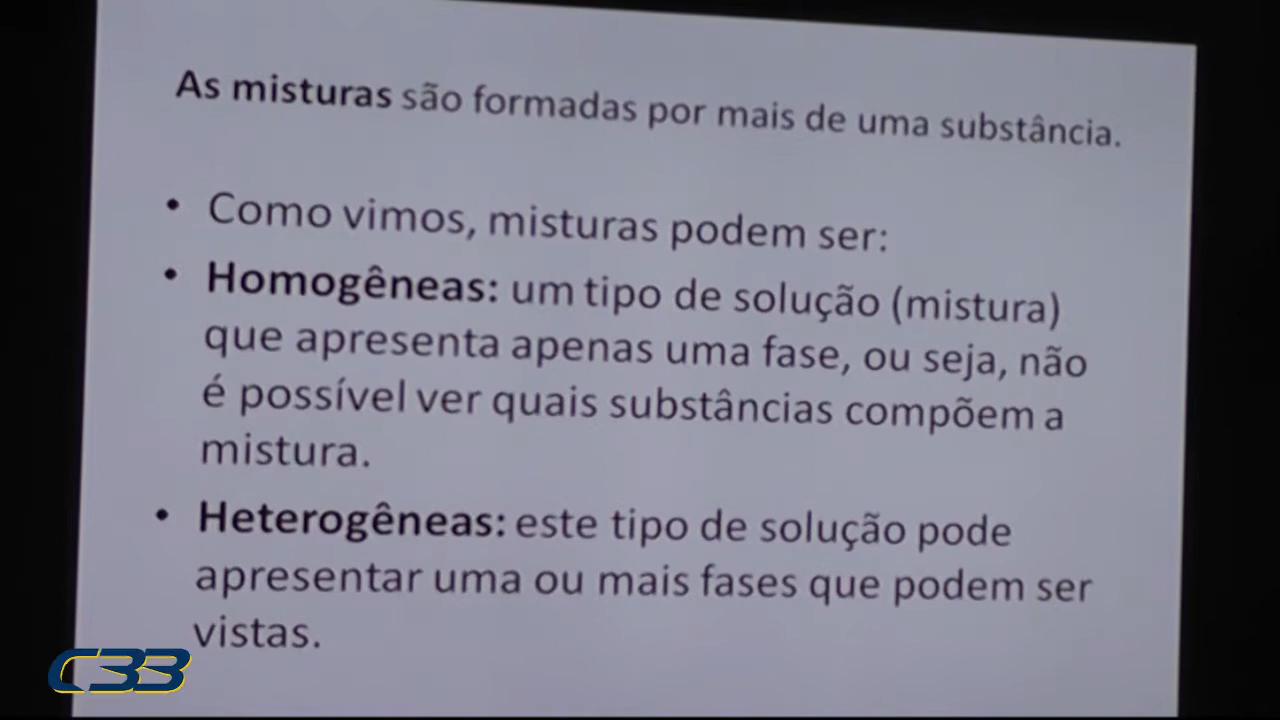 As misturas são formadas por mais de uma substância.
• Como vimos, misturas podem ser:
• Homogêneas: um tipo de solução (mistura)
que apresenta apenas uma fase, ou seja, não
é possível ver quais substâncias compõem a
mistura.
• Heterogêneas: este tipo de solução pode
apresentar uma ou mais fases que podem ser
vistas.
C33